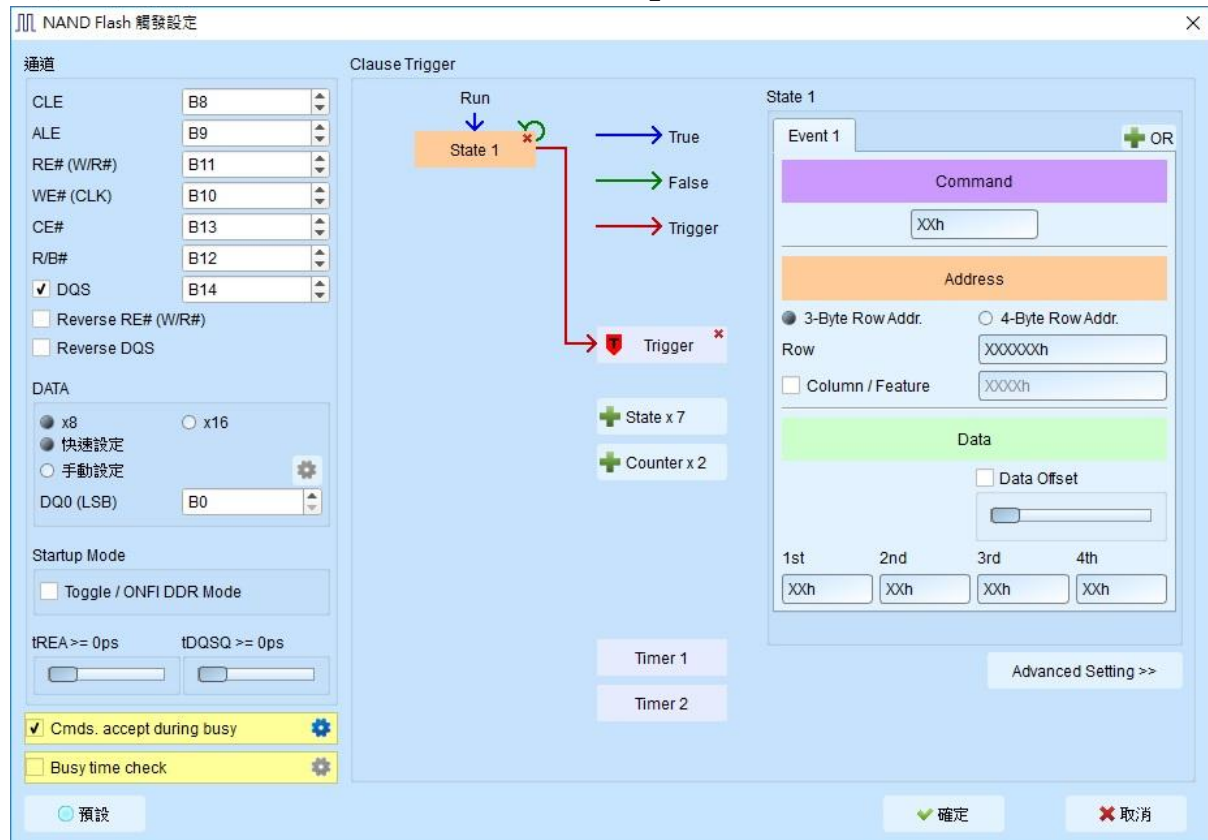 NAND Flash 觸發設定
通道
CLE B8
ALE B9
RE# (W/R#) B11
WE# (CLK) B10
CE# B13
R/B# B12
DQS B14
Reverse RE# (W/R#)
Reverse DQS
DATA
x8 x16
快速設定
手動設定
DQ0 (LSB) B0
Startup Mode
Toggle / ONFI DDR Mode
tREA>= 0ps tDQSQ >= 0ps
Cmds. accept during busy
Busy time check
預設
Clause Trigger
Run
State 1
True
False
Trigger
T Trigger
State x 7
Counter x 2
Timer 1
Timer 2
State 1
Event 1 OR
Command
XXh
Address
3-Byte Row Addr. 4-Byte Row Addr.
Row XXXXXXh
Column / Feature XXXXh
Data
Data Offset
1st 2nd 3rd 4th
XXh XXh XXh XXh
Advanced Setting >>
確定 取消